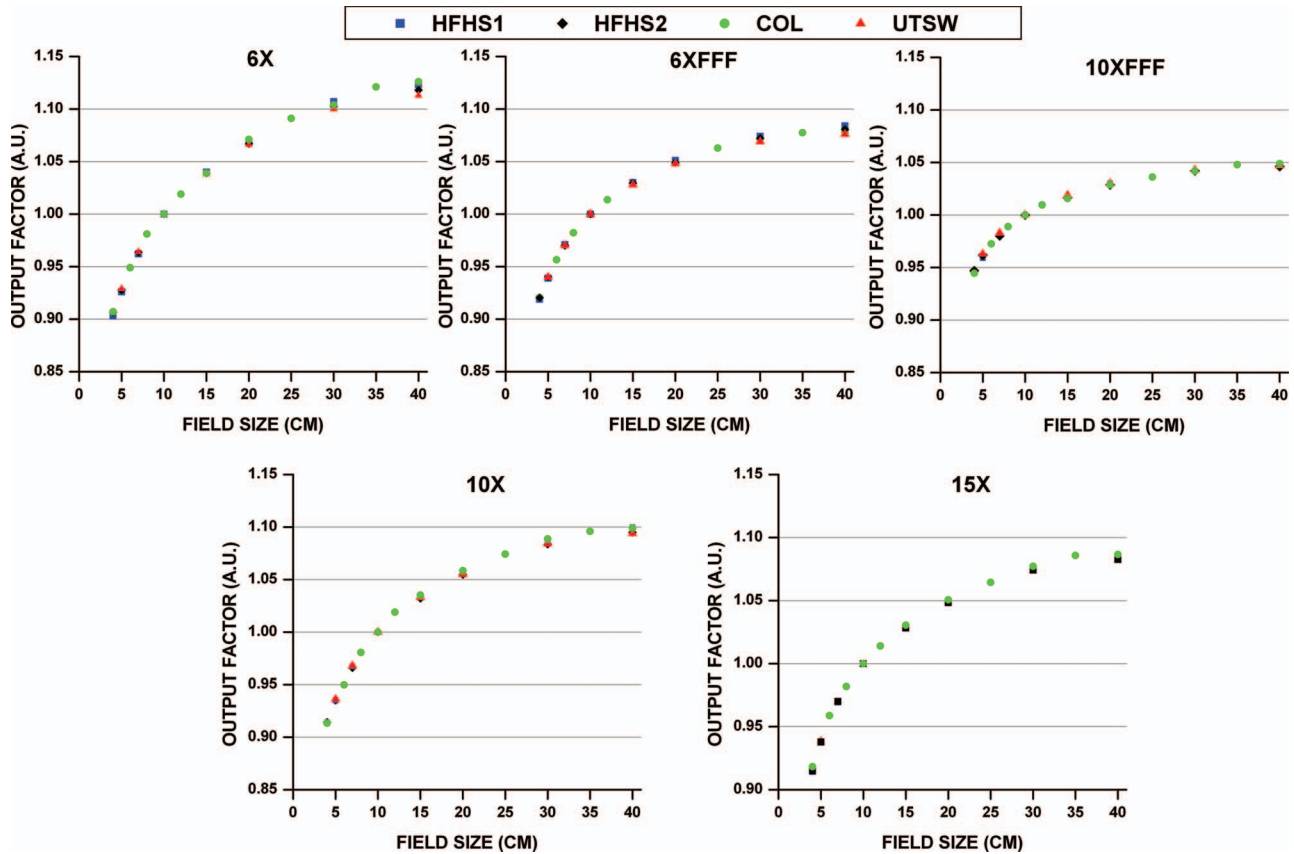 HFHS1 HFHS2 COL UTSW
6X
OUTPUT FACTOR (A.U.)
1.15
1.10
1.05
1.00
0.95
0.90
0.85
0 5 10 15 20 25 30 35 40
FIELD SIZE (CM)
6XFFF
OUTPUT FACTOR (A.U.)
1.15
1.10
1.05
1.00
0.95
0.90
0.85
0 5 10 15 20 25 30 35 40
FIELD SIZE (CM)
10XFFF
OUTPUT FACTOR (A.U.)
1.15
1.10
1.05
1.00
0.95
0.90
0.85
0 5 10 15 20 25 30 35 40
FIELD SIZE (CM)
10X
OUTPUT FACTOR (A.U.)
1.15
1.10
1.05
1.00
0.95
0.90
0.85
0 5 10 15 20 25 30 35 40
FIELD SIZE (CM)
15X
OUTPUT FACTOR (A.U.)
1.15
1.10
1.05
1.00
0.95
0.90
0 5 10 15 20 25 30 35 40
FIELD SIZE (CM)